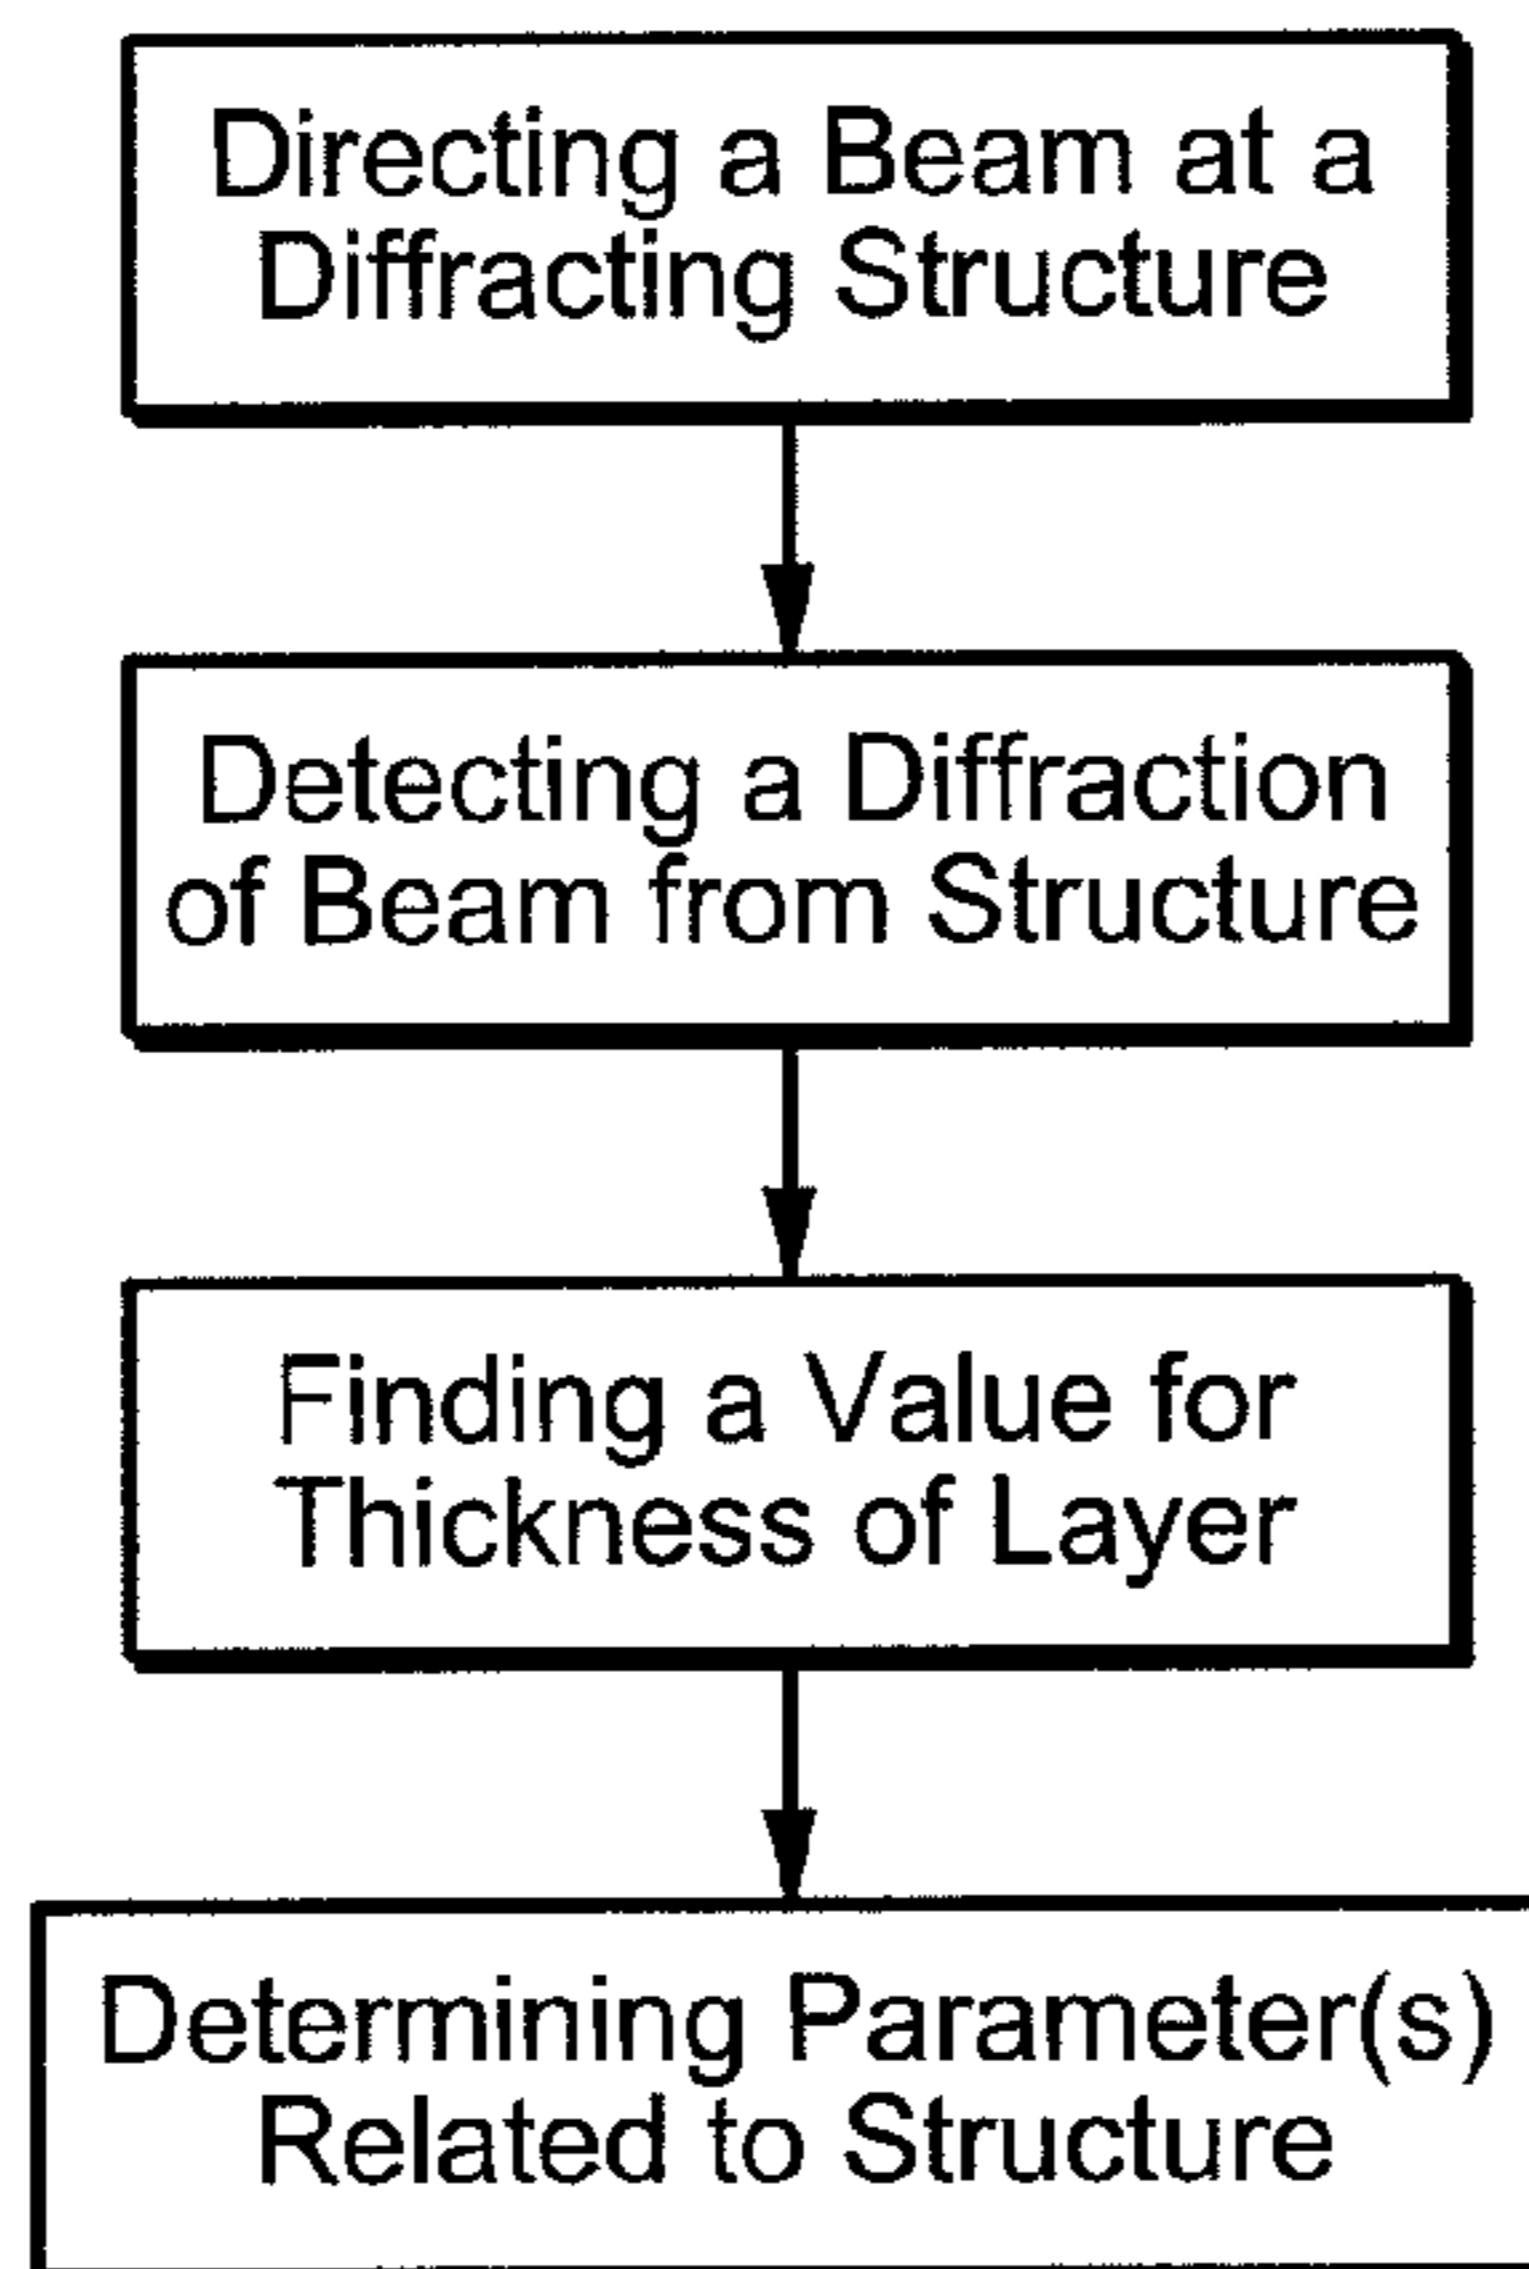 Directing a Beam at a
Diffracting Structure
Detecting a Diffraction
of Beam from Structure
Finding a Value for
Thickness of Layer
Determining Parameter(s)
Related to Structure